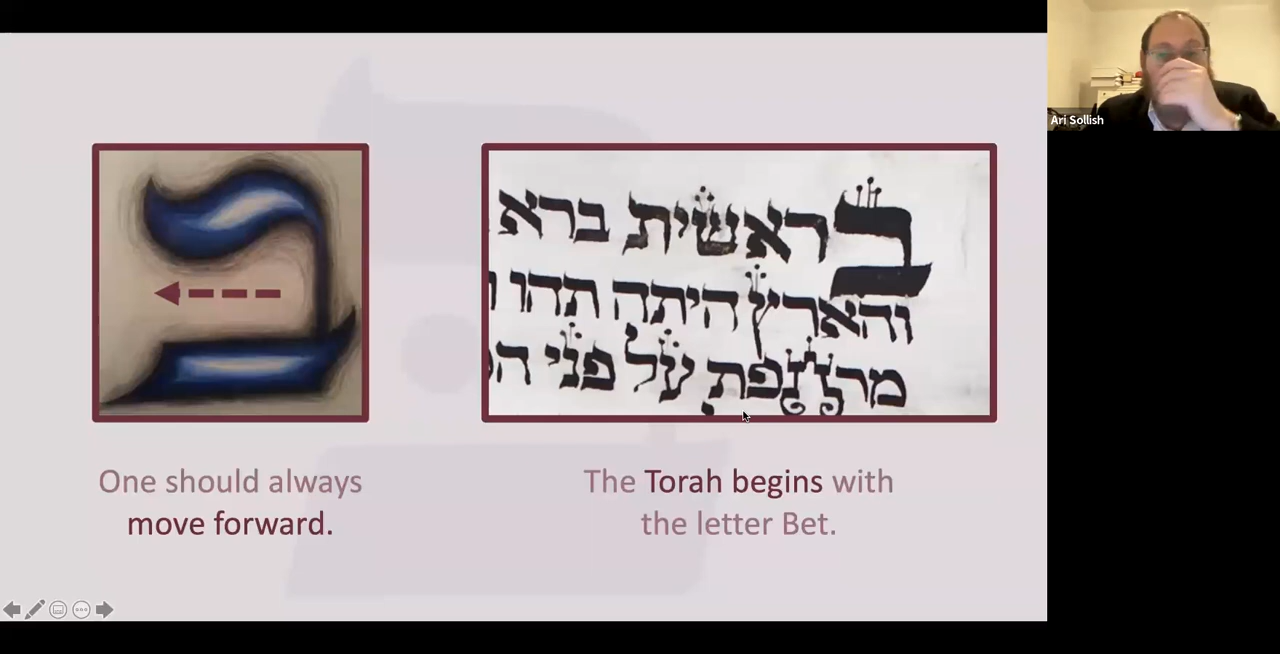 Ari Sollish
ב
בראשית ברא
והארץ היתה תהו ו
מרחפת על פני
One should always
move forward.
The Torah begins with
the letter Bet.